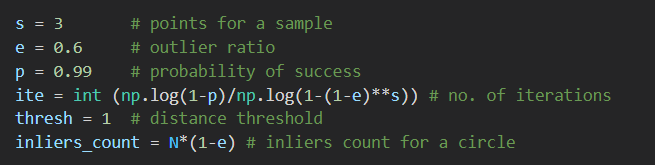 s = 3 # points for a sample
e = 0.6 # outlier ratio
p = 0.99 # probability of success
ite = int (np.log(1-p)/np.log(1-(1-e)**s)) # no. of iterations
thresh = 1 # distance threshold
inliers_count = N*(1-e) # inliers count for a circle